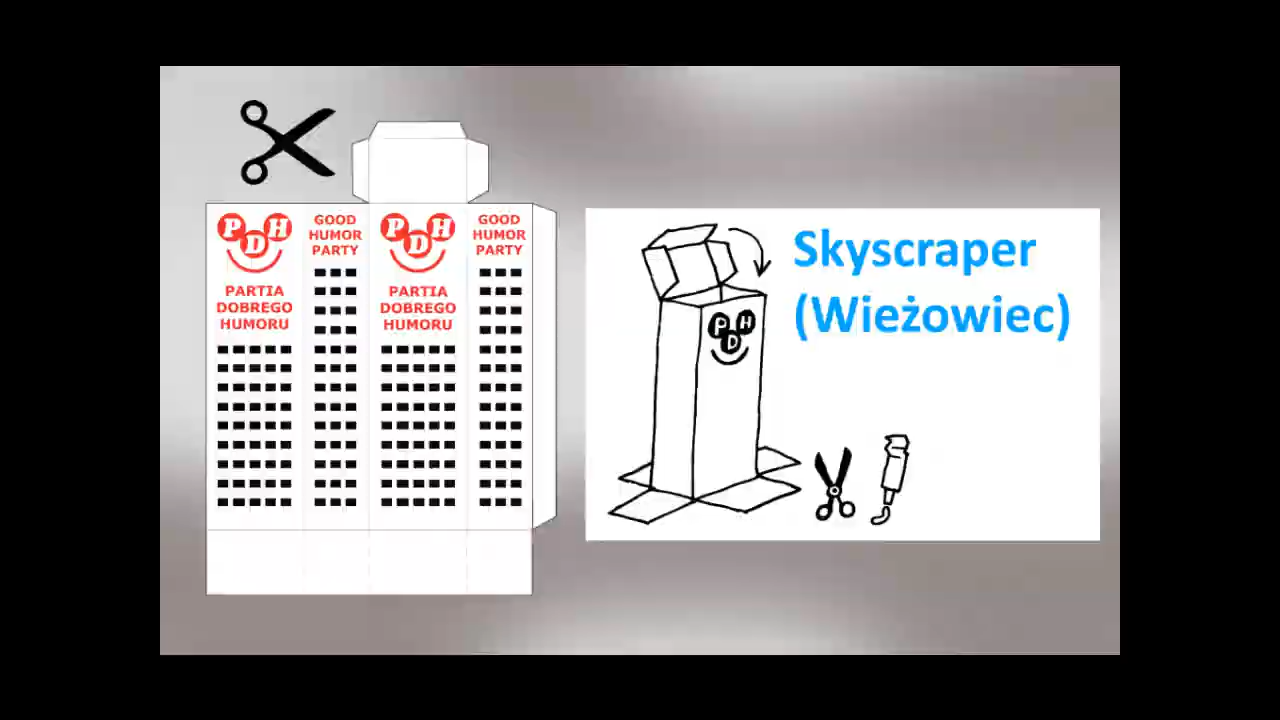 PDH
PARTIA
DOBREGO
HUMORU
GOOD
HUMOR
PARTY
PDH
PARTIA
DOBREGO
HUMORU
GOOD
HUMOR
PARTY
PDH
Skyscraper
(Wieżowiec)